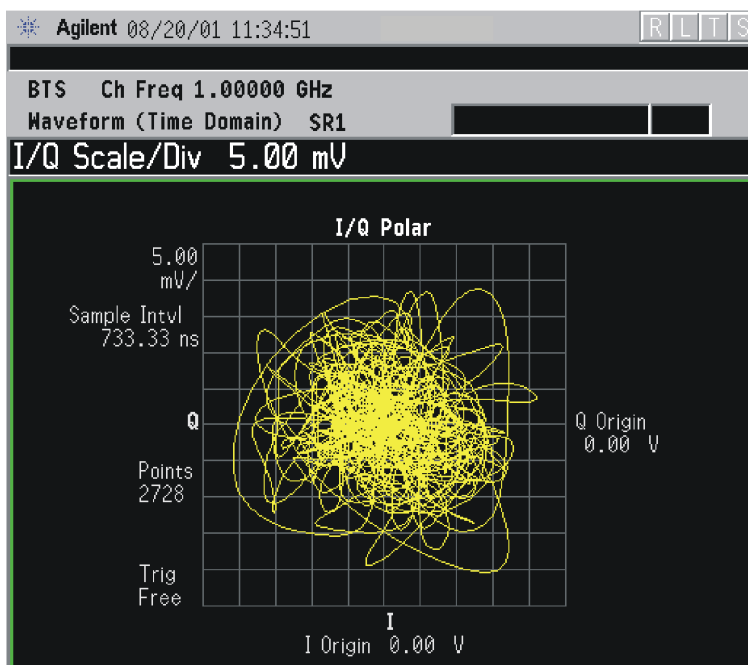 Agilent 08/20/01 11:34:51 R L T S
BTS Ch Freq 1.00000 GHz
Waveform (Time Domain) SR1
I/Q Scale/Div 5.00 mV
I/Q Polar
5.00
mV/
Sample Intvl
733.33 ns
Q
Q Origin
0.00 V
Points
2728
Trig
Free
I
I Origin 0.00 V